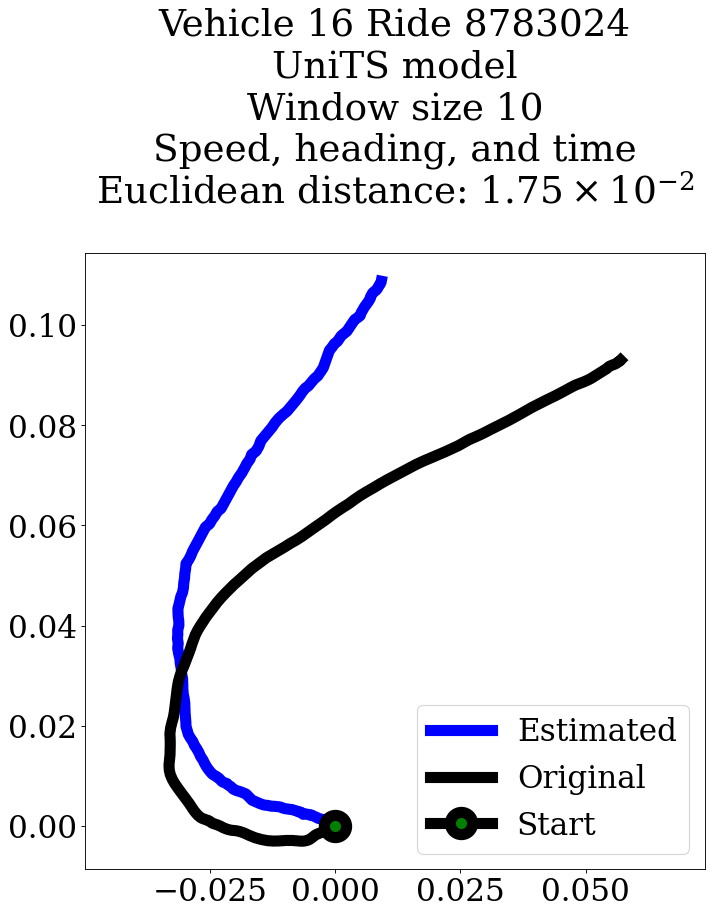 Vehicle 16 Ride 8783024
UniTS model
Window size 10
Speed, heading, and time
Euclidean distance: 1.75 × 10⁻²
0.10
0.08
0.06
0.04
0.02
0.00
Estimated
Original
Start
−0.025 0.000 0.025 0.050